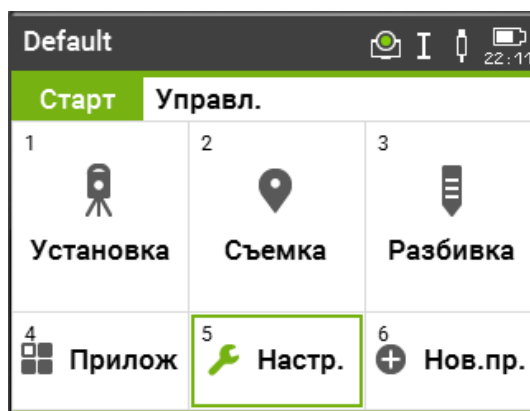 Default
22:11
Старт Управл.
1 2 3
Установка Съемка Разбивка
4 Прилож 5 Настр. 6 Нов.пр.